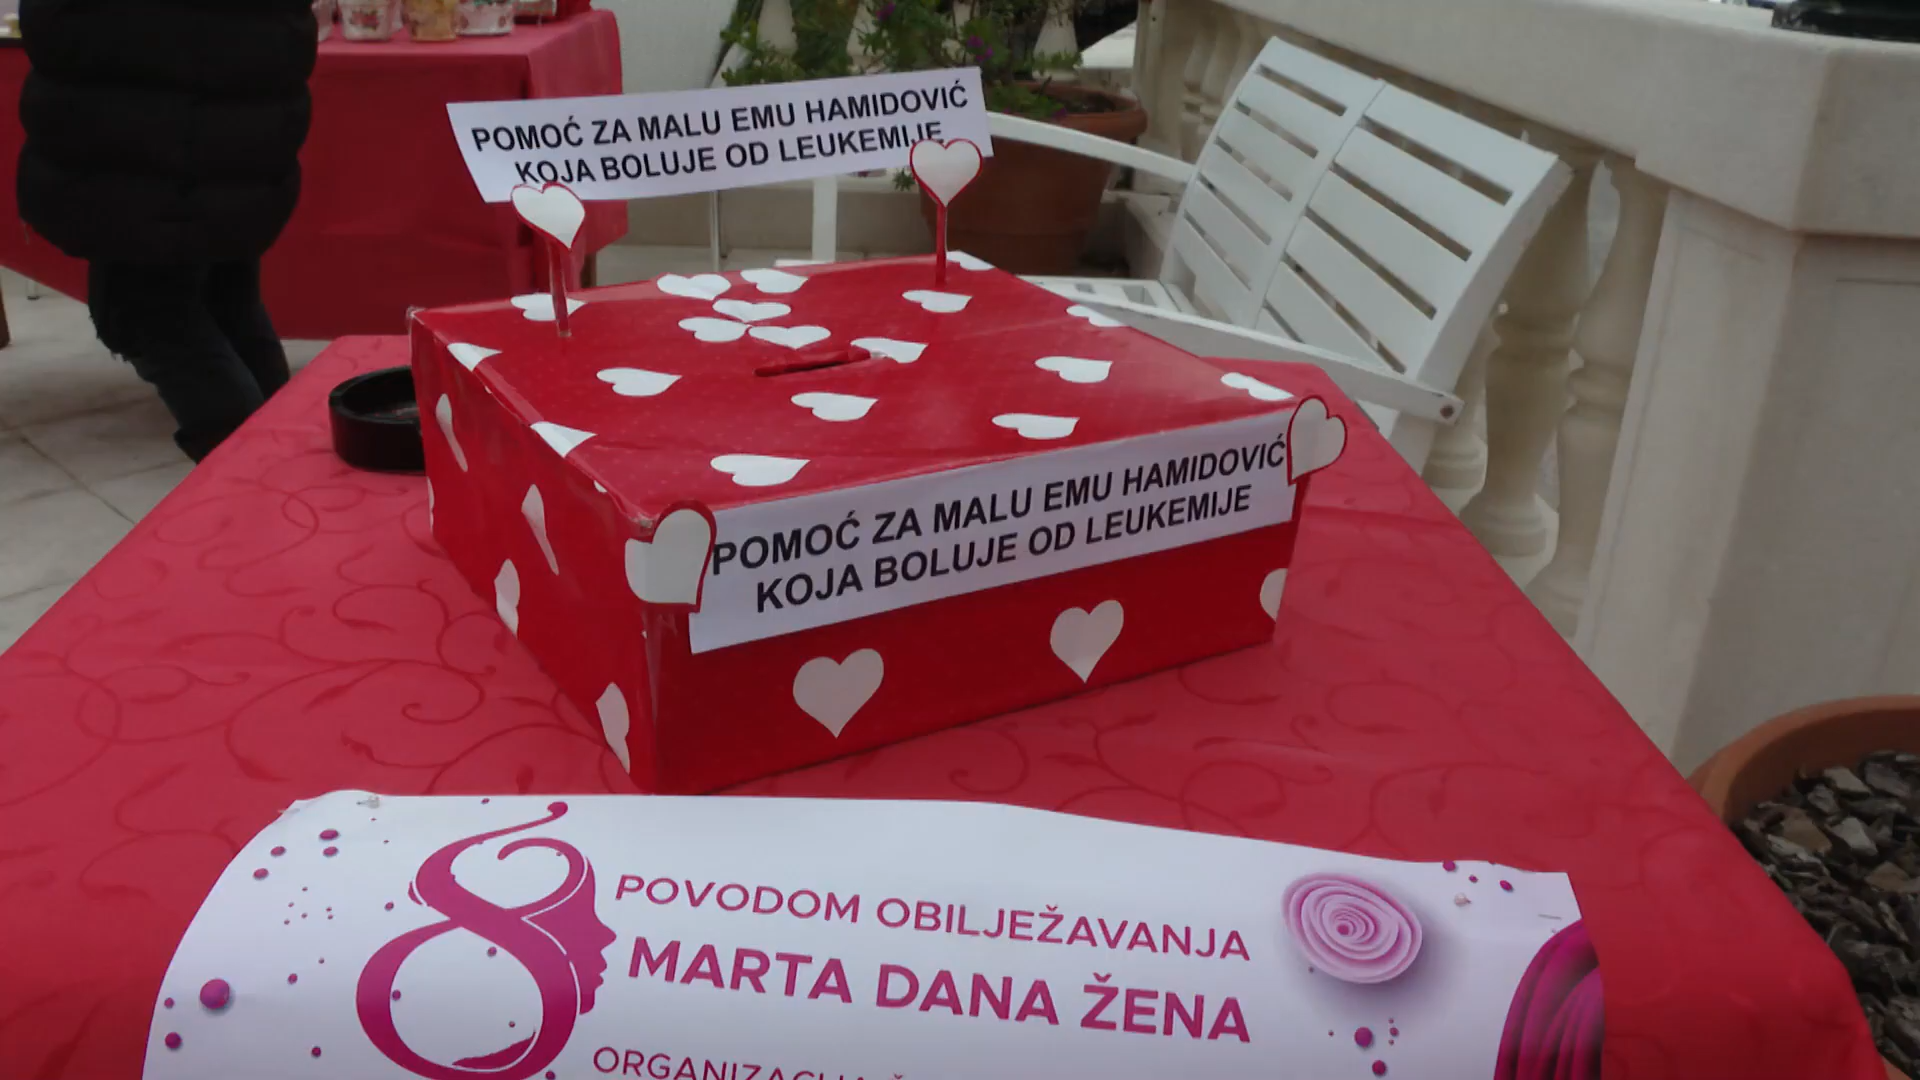 POMOĆ ZA MALU EMU HAMIDOVIĆ
KOJA BOLUJE OD LEUKEMIJE
POMOĆ ZA MALU EMU HAMIDOVIĆ
KOJA BOLUJE OD LEUKEMIJE
POVODOM OBILJEŽAVANJA
8 MARTA DANA ŽENA